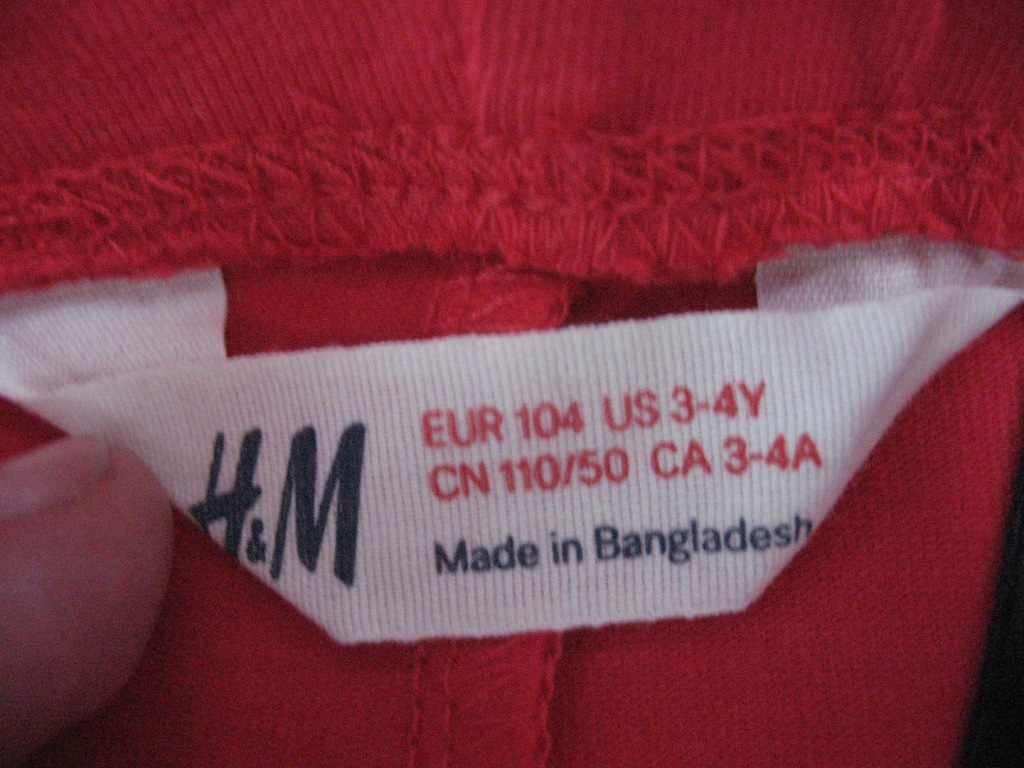 H&M
EUR 104 US 3-4Y
CN 110/50 CA 3-4A
Made in Bangladesh